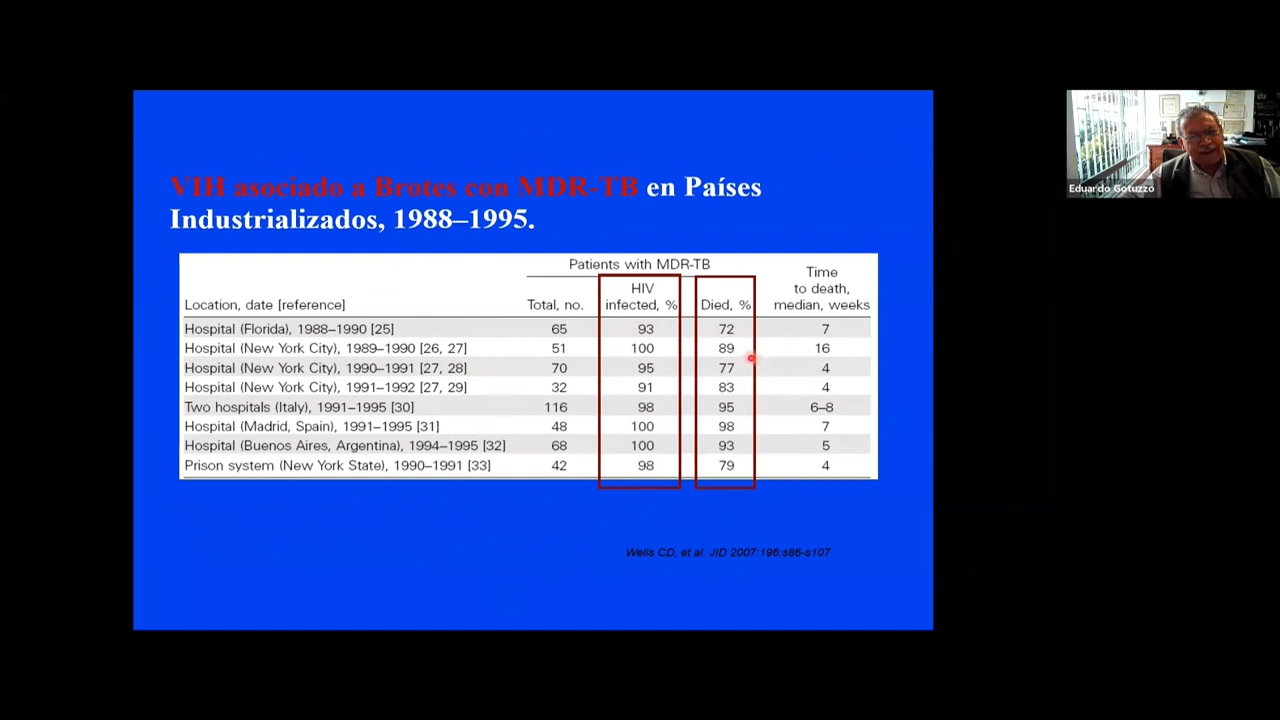 VIH asociado a Brotes con MDR-TB en Países
Industrializados, 1988–1995.
Patients with MDR-TB
Location, date [reference] Total, no. HIV infected, % Died, % Time to death, median, weeks
Hospital (Florida), 1988–1990 [25] 65 93 72 7
Hospital (New York City), 1989–1990 [26, 27] 51 100 89 16
Hospital (New York City), 1990–1991 [27, 28] 70 95 77 4
Hospital (New York City), 1991–1992 [27, 29] 32 91 83 4
Two hospitals (Italy), 1991–1995 [30] 116 98 95 6–8
Hospital (Madrid, Spain), 1991–1995 [31] 48 100 98 7
Hospital (Buenos Aires, Argentina), 1994–1995 [32] 68 100 93 5
Prison system (New York State), 1990–1991 [33] 42 98 79 4
Wells CD, et al. JID 2007:196:s86-s107
Eduardo Gotuzzo